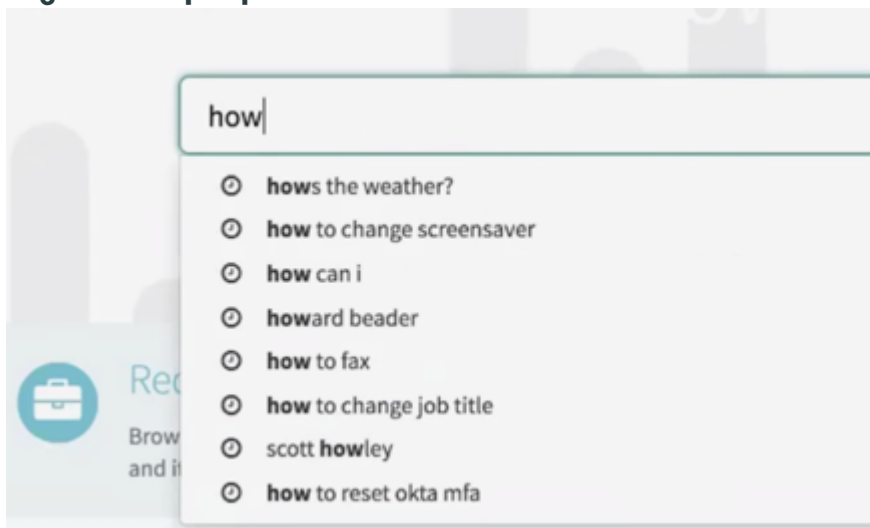 how
hows the weather?
how to change screensaver
how can i
howard beader
how to fax
how to change job title
scott howley
how to reset okta mfa
Rec
Brow
and it